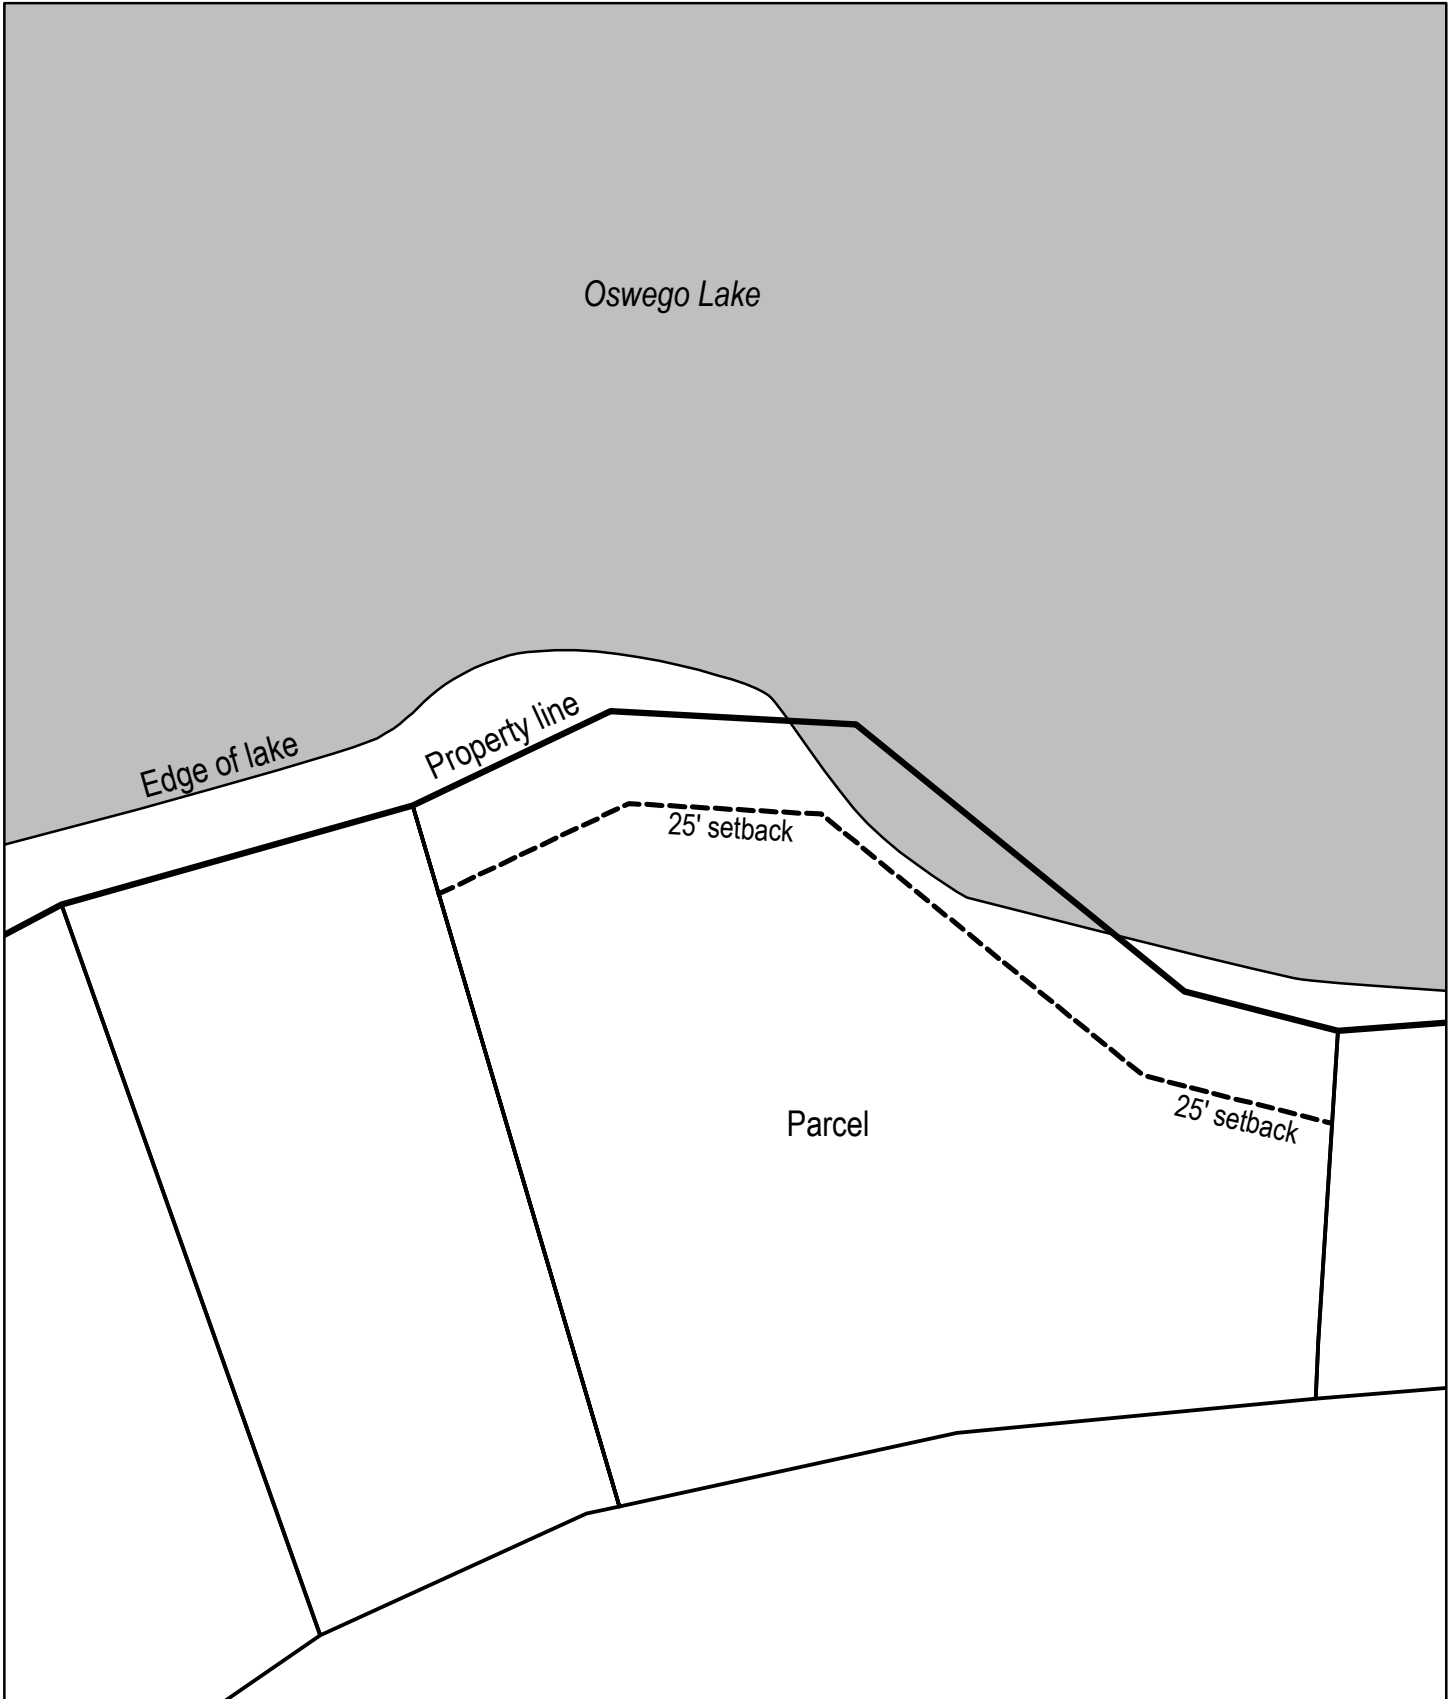 Oswego Lake
Edge of lake
Property line
25' setback
Parcel
25' setback